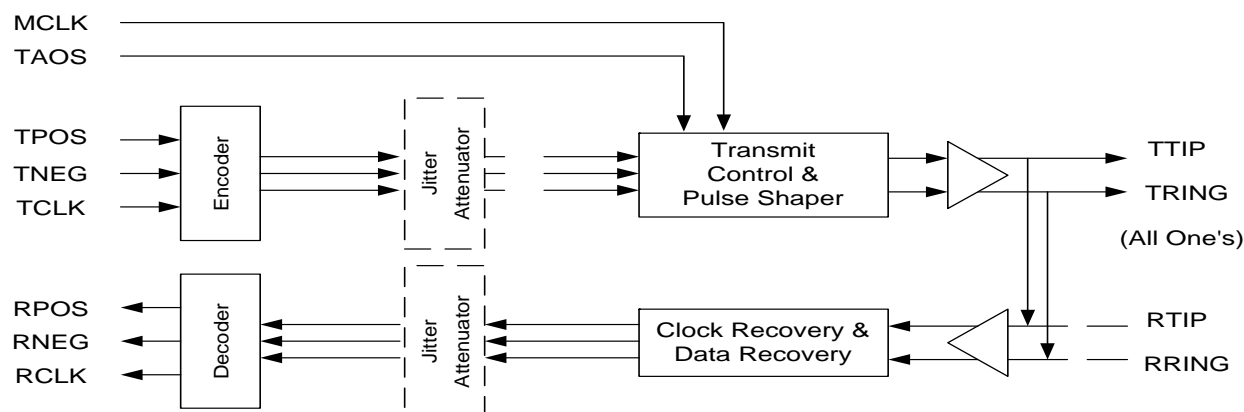 MCLK
TAOS
TPOS
TNEG
TCLK
Encoder
Jitter
Attenuator
Transmit
Control &
Pulse Shaper
TTIP
TRING
(All One's)
RPOS
RNEG
RCLK
Decoder
Jitter
Attenuator
Clock Recovery &
Data Recovery
RTIP
RRING